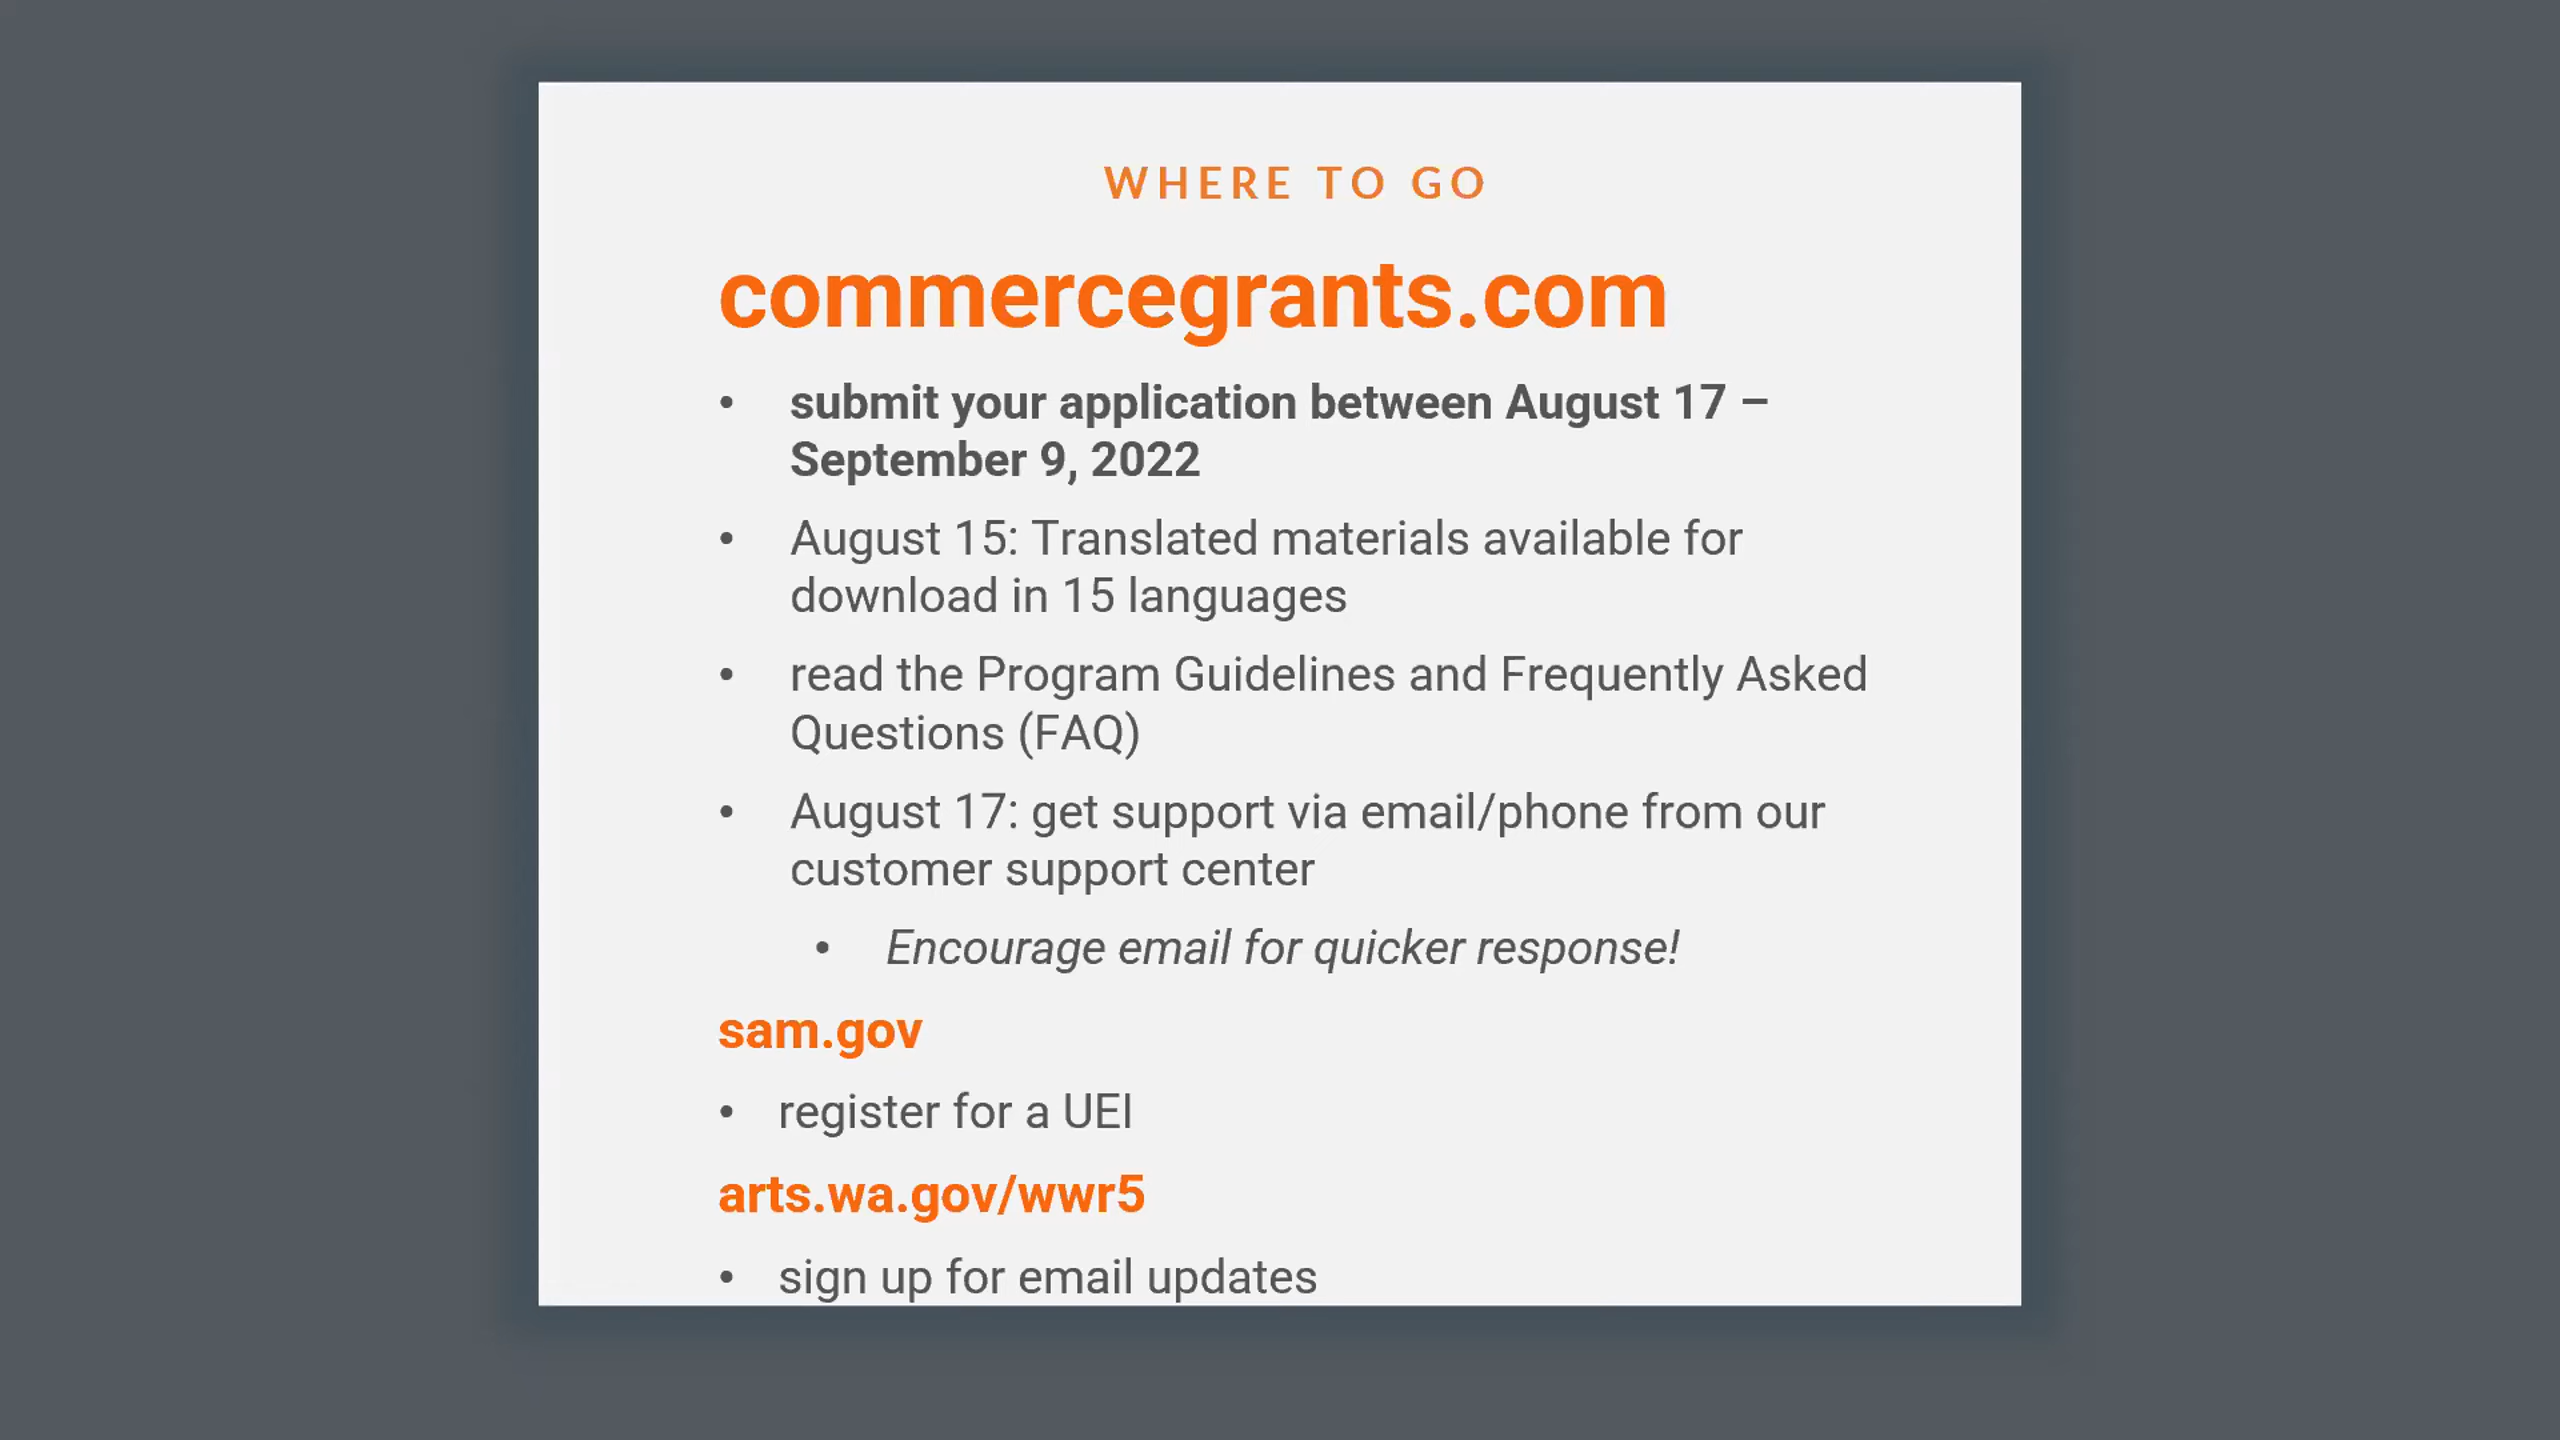 WHERE TO GO
commercegrants.com
• submit your application between August 17 –
September 9, 2022
• August 15: Translated materials available for
download in 15 languages
• read the Program Guidelines and Frequently Asked
Questions (FAQ)
• August 17: get support via email/phone from our
customer support center
• Encourage email for quicker response!
sam.gov
• register for a UEI
arts.wa.gov/wwr5
• sign up for email updates